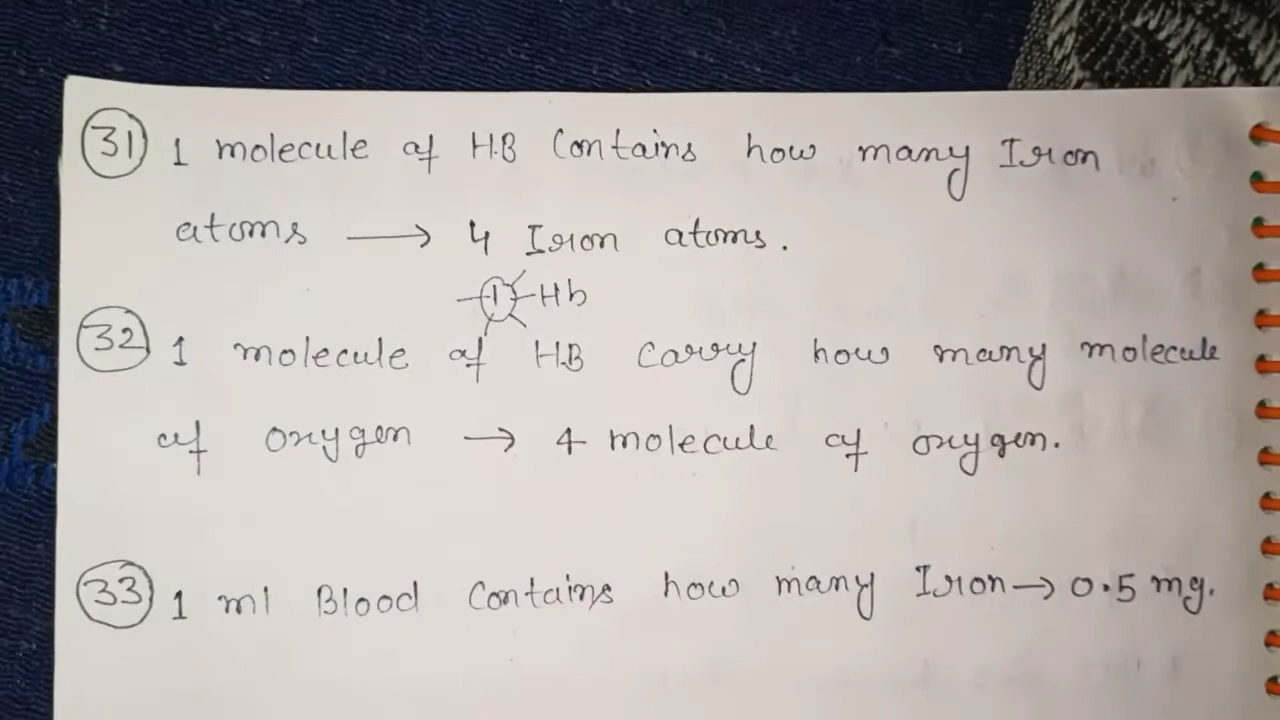 31 1 molecule of H.B Contains how many Iron
atoms → 4 Iron atoms.
1 Hb
32 1 molecule of H.B Carry how many molecule
of oxygen → 4 molecule of oxygen.
33 1 ml Blood Contains how many Iron → 0.5 mg.